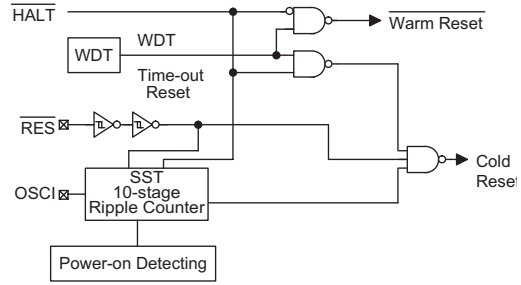 HALT
Warm Reset
WDT
WDT
Time-out
Reset
RES
Cold
Reset
SST
10-stage
Ripple Counter
OSCI
Power-on Detecting